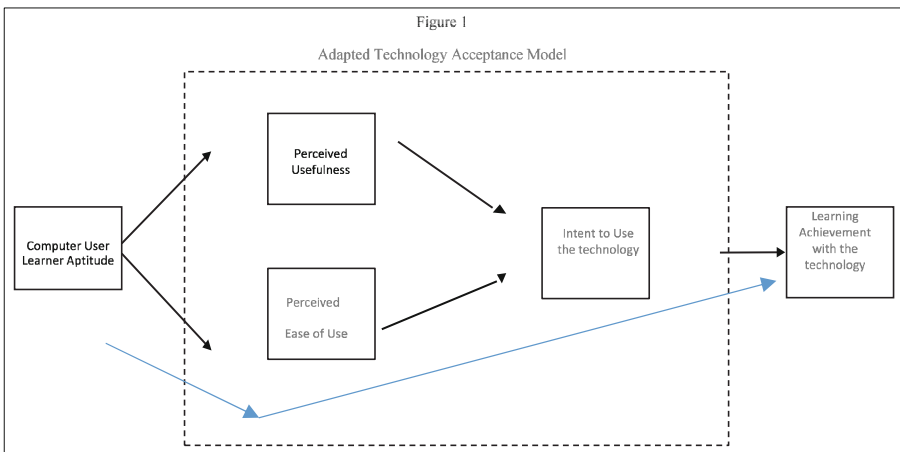 Figure 1
Adapted Technology Acceptance Model
Perceived
Usefulness
Computer User
Learner Aptitude
Perceived
Ease of Use
Intent to Use
the technology
Learning
Achievement
with the
technology